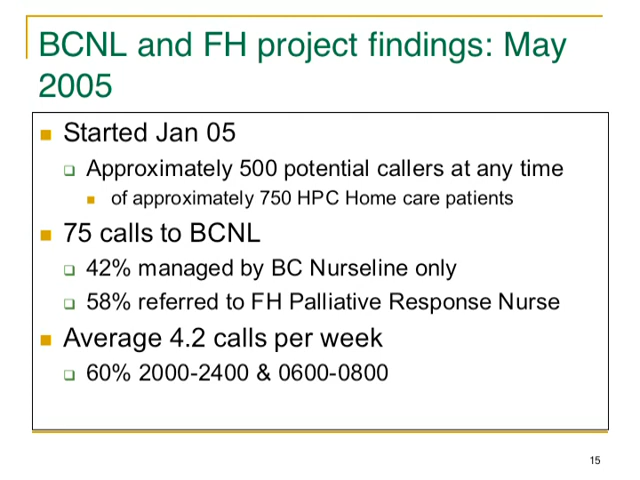 BCNL and FH project findings: May
2005
Started Jan 05
Approximately 500 potential callers at any time
of approximately 750 HPC Home care patients
75 calls to BCNL
42% managed by BC Nurseline only
58% referred to FH Palliative Response Nurse
Average 4.2 calls per week
60% 2000-2400 & 0600-0800
15